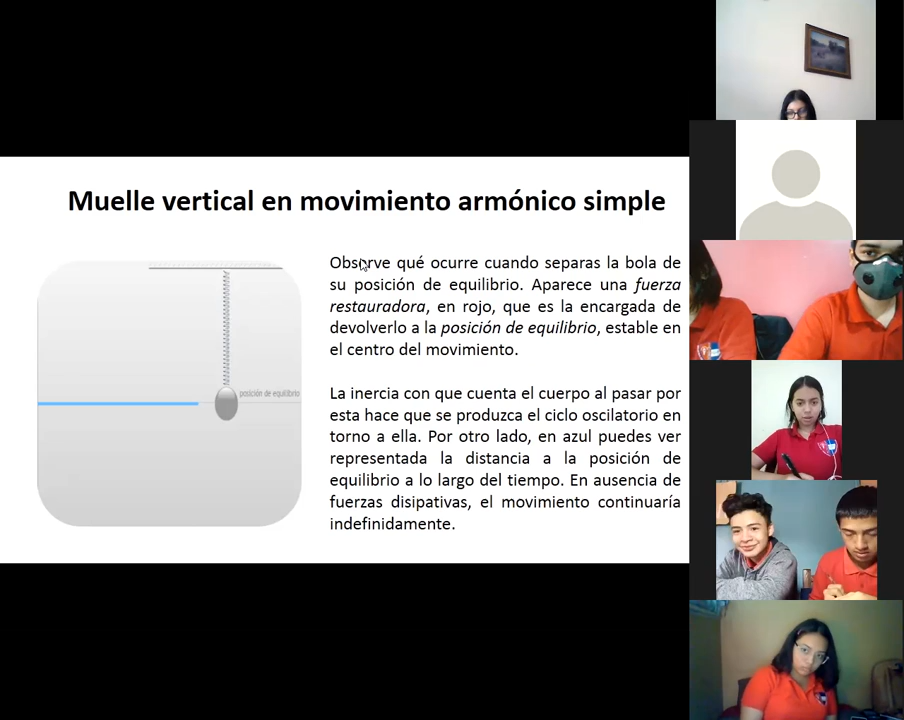 Muelle vertical en movimiento armónico simple
Observe qué ocurre cuando separas la bola de
su posición de equilibrio. Aparece una fuerza
restauradora, en rojo, que es la encargada de
devolverlo a la posición de equilibrio, estable en
el centro del movimiento.
posición de equilibrio
La inercia con que cuenta el cuerpo al pasar por
esta hace que se produzca el ciclo oscilatorio en
torno a ella. Por otro lado, en azul puedes ver
representada la distancia a la posición de
equilibrio a lo largo del tiempo. En ausencia de
fuerzas disipativas, el movimiento continuaría
indefinidamente.